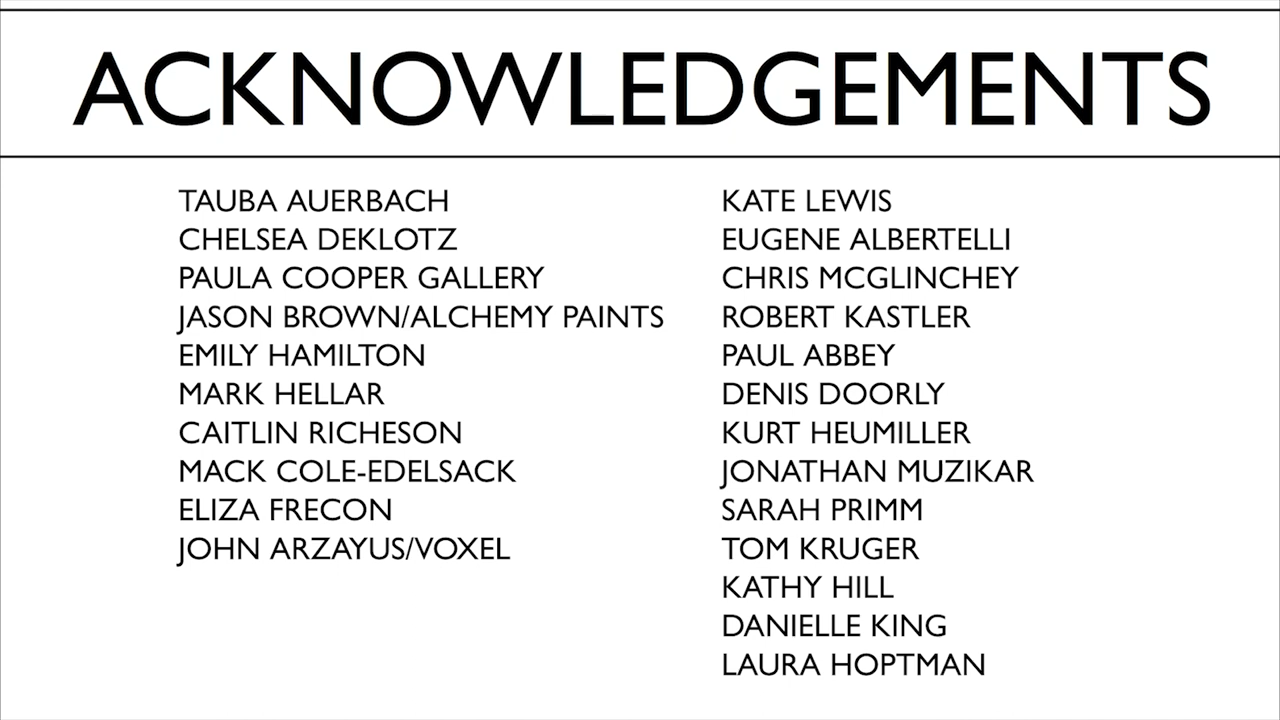 ACKNOWLEDGEMENTS
TAUBA AUERBACH
CHELSEA DEKLOTZ
PAULA COOPER GALLERY
JASON BROWN/ALCHEMY PAINTS
EMILY HAMILTON
MARK HELLAR
CAITLIN RICHESON
MACK COLE-EDELSACK
ELIZA FRECON
JOHN ARZAYUS/VOXEL
KATE LEWIS
EUGENE ALBERTELLI
CHRIS MCGLINCHEY
ROBERT KASTLER
PAUL ABBEY
DENIS DOORLY
KURT HEUMILLER
JONATHAN MUZIKAR
SARAH PRIMM
TOM KRUGER
KATHY HILL
DANIELLE KING
LAURA HOPTMAN